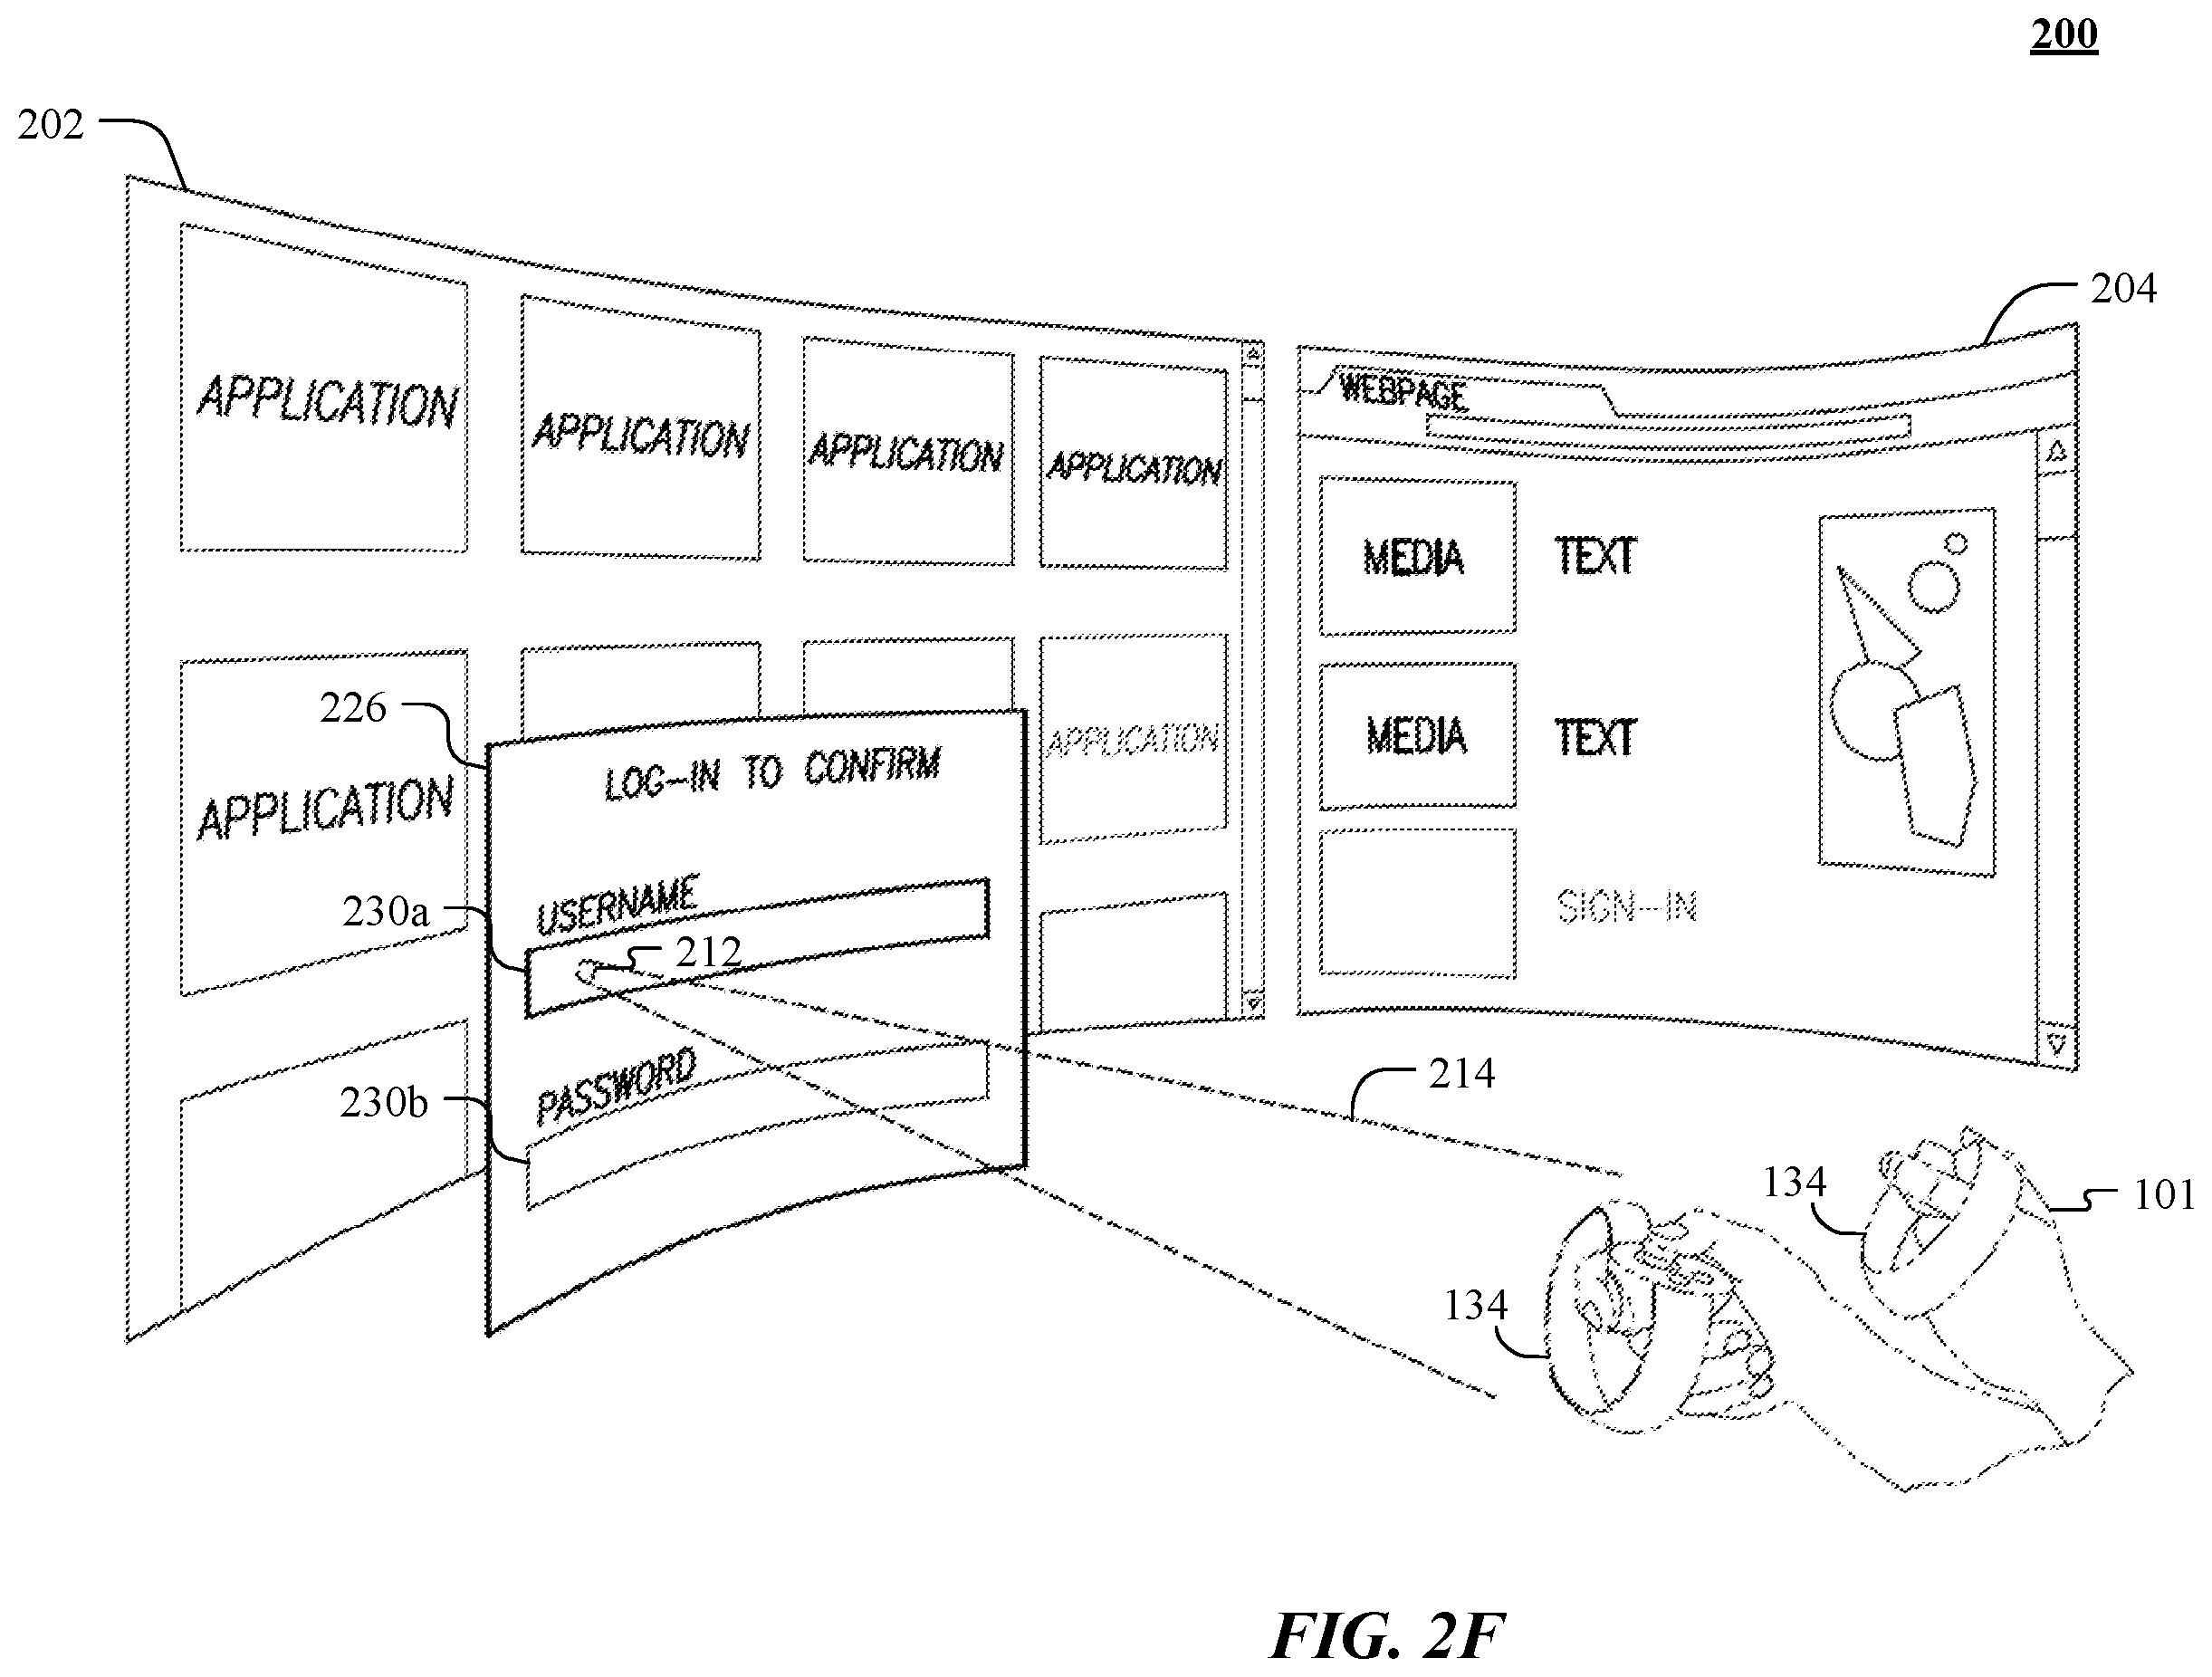 200
202
204
APPLICATION
APPLICATION
APPLICATION
APPLICATION
WEBPAGE
MEDIA
TEXT
226
APPLICATION
LOG-IN TO CONFIRM
APPLICATION
MEDIA
TEXT
230a
USERNAME
212
SIGN-IN
230b
PASSWORD
214
134
101
134
FIG. 2F